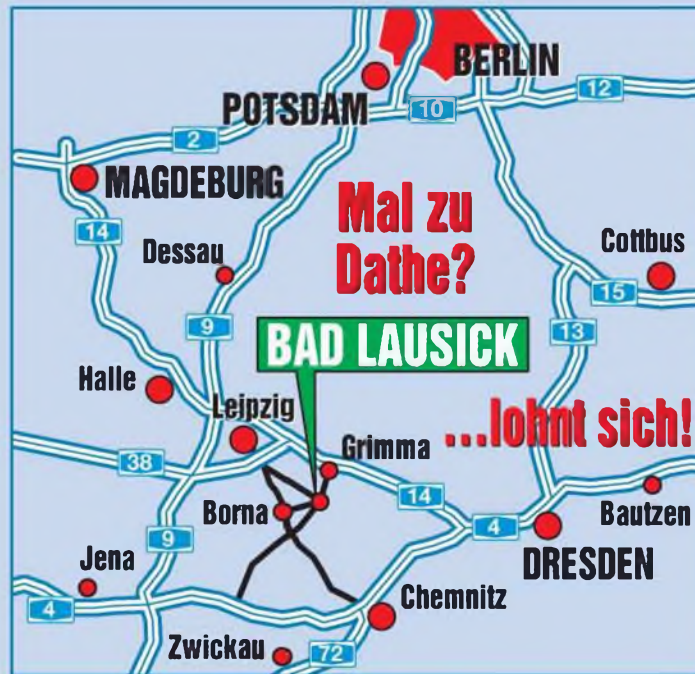 BERLIN
12
POTSDAM
10
2
MAGDEBURG
Mal zu
Dathe?
14
Dessau
Cottbus
15
9
13
BAD LAUSICK
Halle
Leipzig
...lohnt sich!
Grimma
38
14
Borna
4
Bautzen
9
DRESDEN
Jena
4
Chemnitz
Zwickau
72